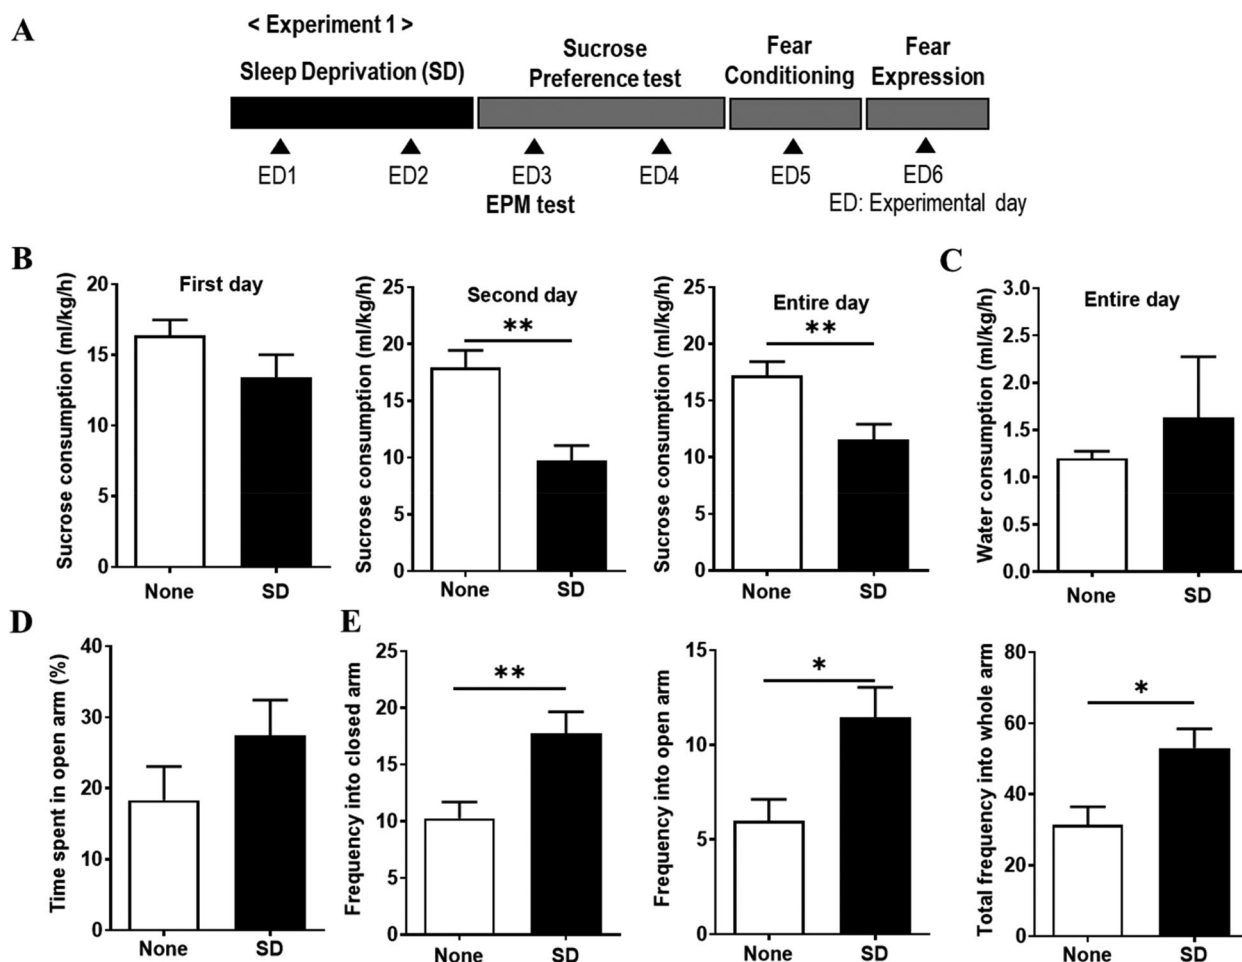 A
< Experiment 1 >
Sleep Deprivation (SD)
Sucrose
Preference test
Fear
Conditioning
Fear
Expression
ED1
ED2
ED3
ED4
ED5
ED6
EPM test
ED: Experimental day
B
Sucrose consumption (ml/kg/h)
20
15
10
5
0
First day
None
SD
Sucrose consumption (ml/kg/h)
25
20
15
10
5
0
Second day
**
None
SD
Sucrose consumption (ml/kg/h)
25
20
15
10
5
0
Entire day
**
None
SD
C
Water consumption (ml/kg/h)
3.0
2.5
2.0
1.5
1.0
0.5
0.0
Entire day
None
SD
D
Time spent in open arm (%)
40
30
20
10
0
None
SD
E
Frequency into closed arm
25
20
15
10
5
0
**
None
SD
Frequency into open arm
15
10
5
0
*
None
SD
Total frequency into whole arm
80
60
40
20
0
*
None
SD